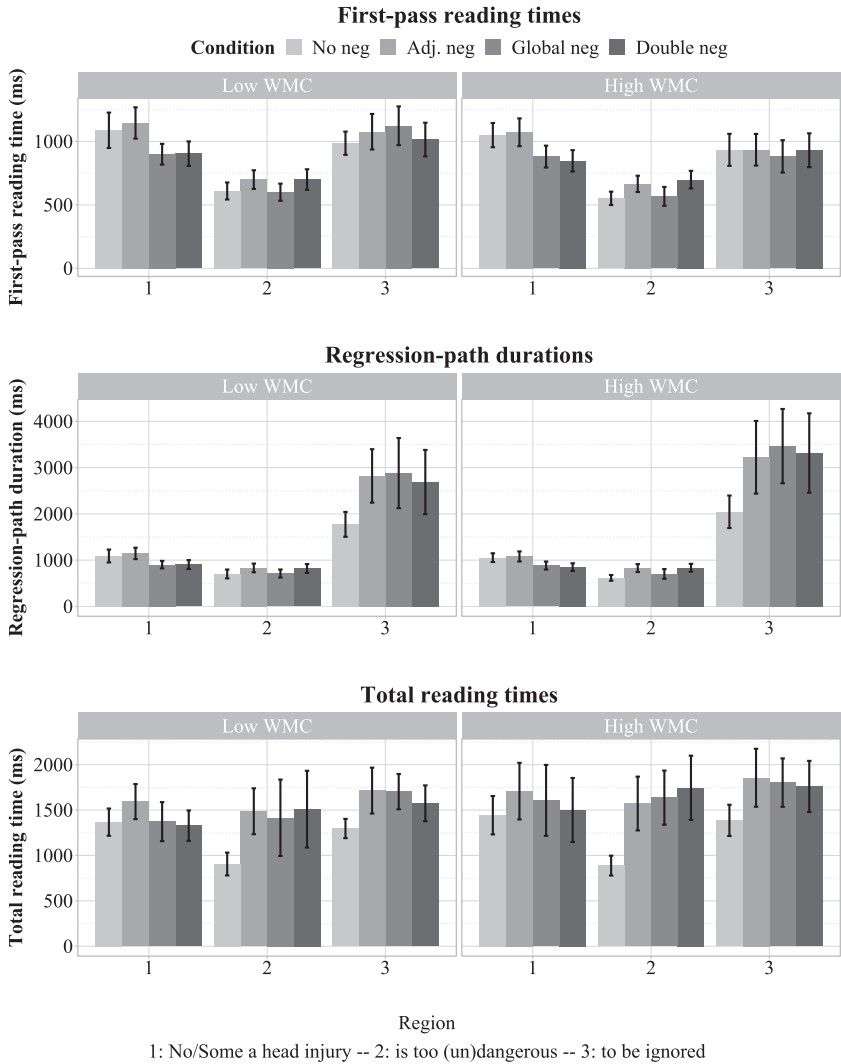 First-pass reading times
Condition No neg Adj. neg Global neg Double neg
Low WMC High WMC
First-pass reading time (ms)
1000
500
0
1 2 3 1 2 3
Regression-path durations
Low WMC High WMC
Regression-path duration (ms)
4000
3000
2000
1000
0
1 2 3 1 2 3
Total reading times
Low WMC High WMC
Total reading time (ms)
2000
1500
1000
500
0
1 2 3 1 2 3
Region
1: No/Some a head injury -- 2: is too (un)dangerous -- 3: to be ignored